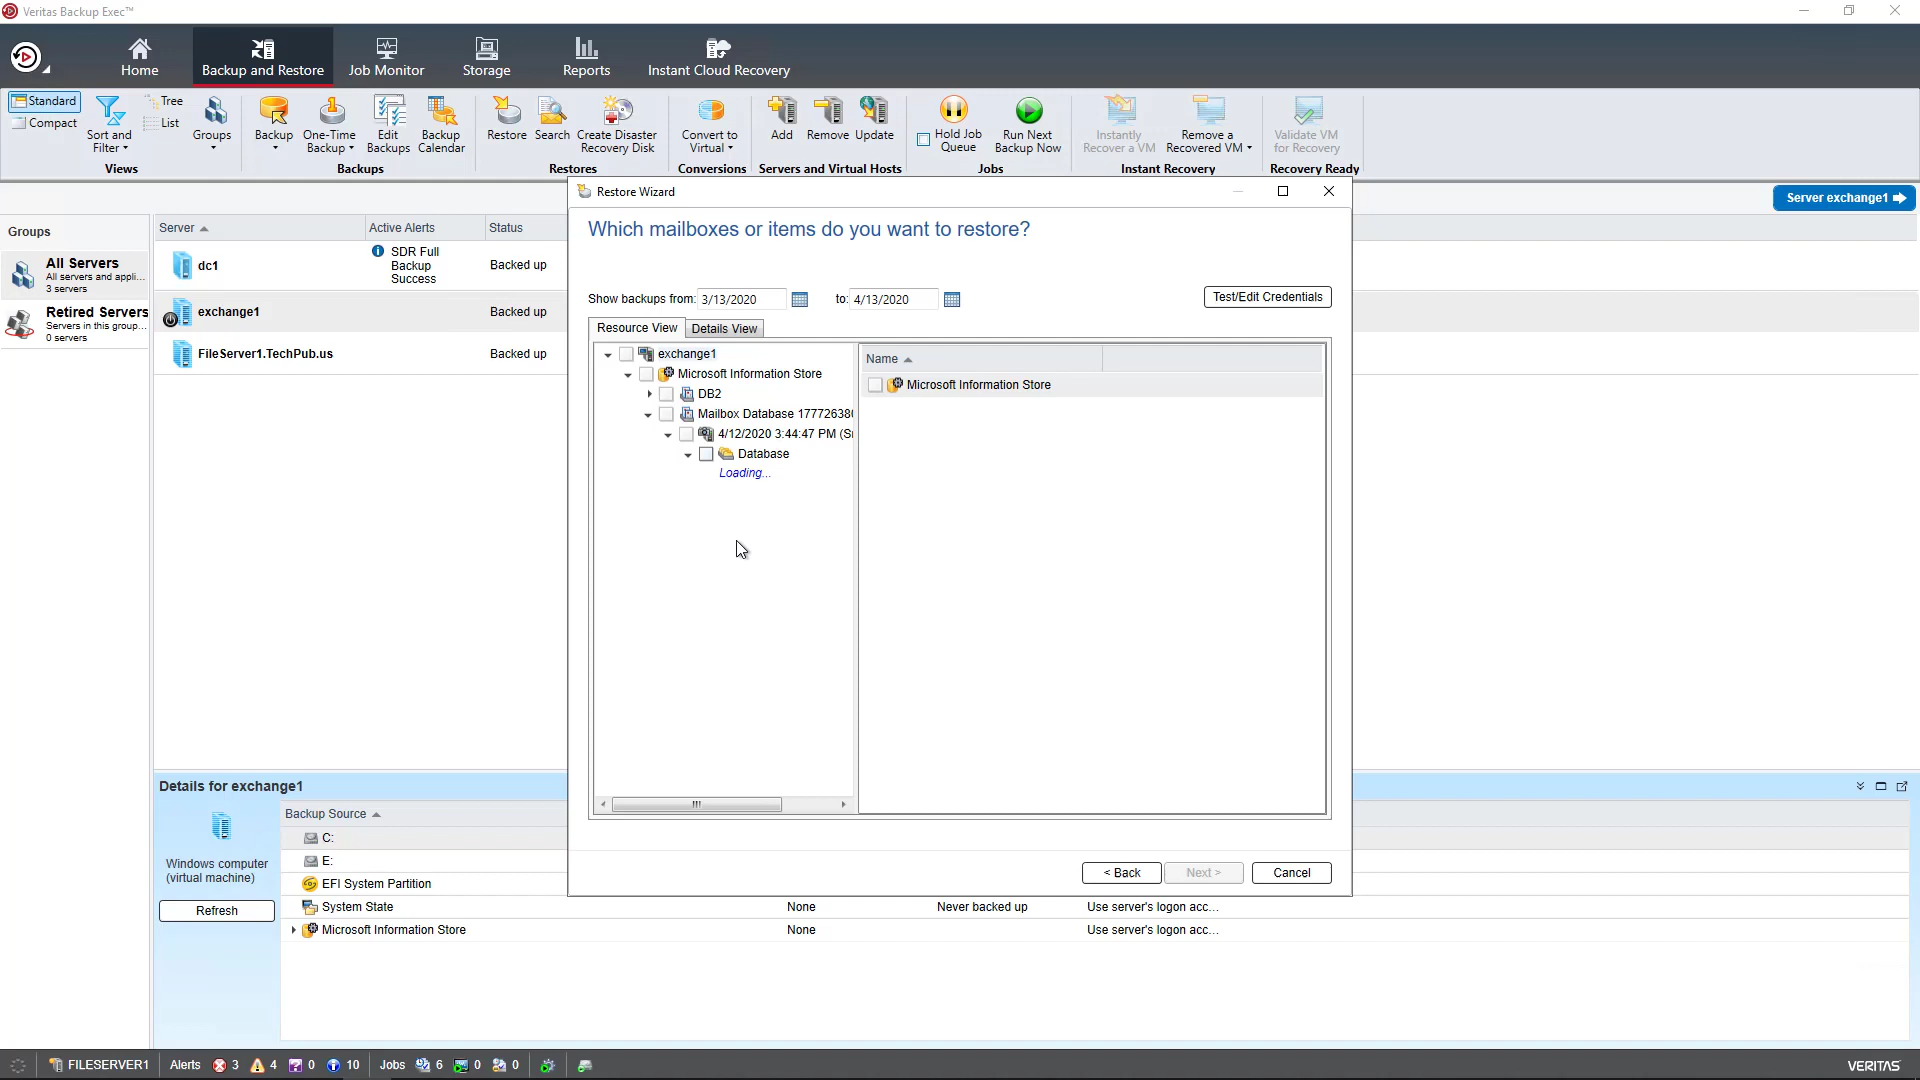 Veritas Backup Exec™
Home
Backup and Restore
Job Monitor
Storage
Reports
Instant Cloud Recovery
Standard
Compact
Sort and
Filter
Tree
List
Groups
Views
Backup
One-Time
Backup
Edit
Backups
Backup
Calendar
Backups
Restore
Search
Create Disaster
Recovery Disk
Restores
Convert to
Virtual
Conversions
Add
Remove
Update
Servers and Virtual Hosts
Hold Job
Queue
Run Next
Backup Now
Jobs
Instantly
Recover a VM
Remove a
Recovered VM
Instant Recovery
Validate VM
for Recovery
Recovery Ready
Server exchange1
Groups
All Servers
All servers and appli...
3 servers
Retired Servers
Servers in this group...
0 servers
Server
Active Alerts
Status
dc1
SDR Full
Backup
Success
Backed up
exchange1
Backed up
FileServer1.TechPub.us
Backed up
Restore Wizard
Which mailboxes or items do you want to restore?
Show backups from: 3/13/2020 to: 4/13/2020
Test/Edit Credentials
Resource View
Details View
exchange1
Microsoft Information Store
DB2
Mailbox Database 17772638
4/12/2020 3:44:47 PM
Database
Loading...
Name
Microsoft Information Store
< Back
Next >
Cancel
Details for exchange1
Windows computer
(virtual machine)
Refresh
Backup Source
C:
E:
EFI System Partition
System State None Never backed up Use server's logon acc...
Microsoft Information Store None Use server's logon acc...
FILESERVER1 Alerts 3 4 0 10 Jobs 6 0 0
VERITAS